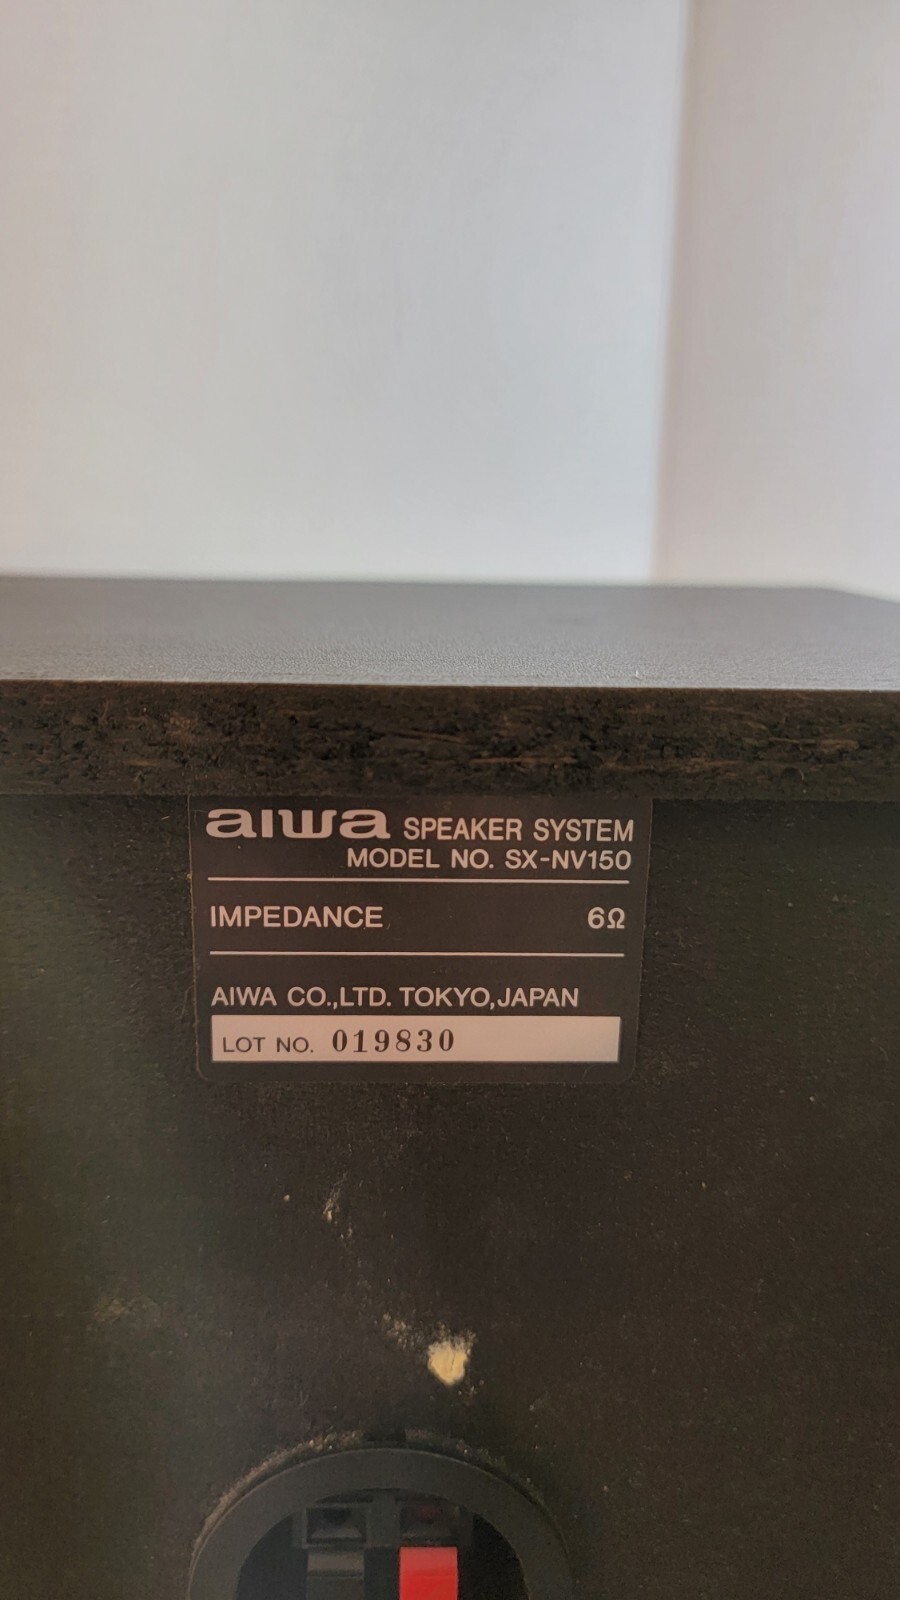 aiwa SPEAKER SYSTEM
MODEL NO. SX-NV150
IMPEDANCE 6Ω
AIWA CO.,LTD. TOKYO,JAPAN
LOT NO. 019830